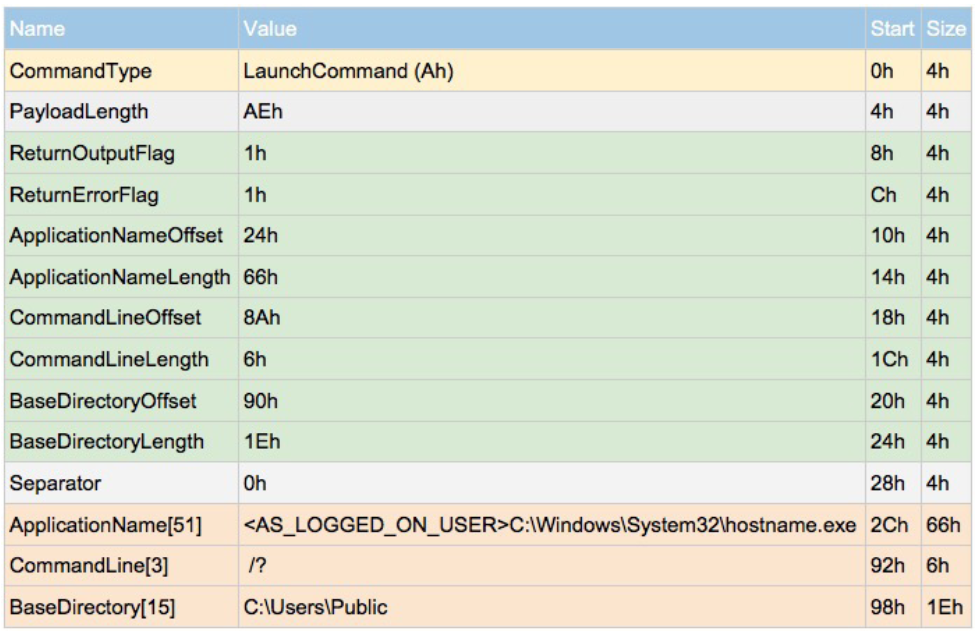 Name Value Start Size
CommandType LaunchCommand (Ah) 0h 4h
PayloadLength AEh 4h 4h
ReturnOutputFlag 1h 8h 4h
ReturnErrorFlag 1h Ch 4h
ApplicationNameOffset 24h 10h 4h
ApplicationNameLength 66h 14h 4h
CommandLineOffset 8Ah 18h 4h
CommandLineLength 6h 1Ch 4h
BaseDirectoryOffset 90h 20h 4h
BaseDirectoryLength 1Eh 24h 4h
Separator 0h 28h 4h
ApplicationName[51] <AS_LOGGED_ON_USER>C:\Windows\System32\hostname.exe 2Ch 66h
CommandLine[3] /? 92h 6h
BaseDirectory[15] C:\Users\Public 98h 1Eh